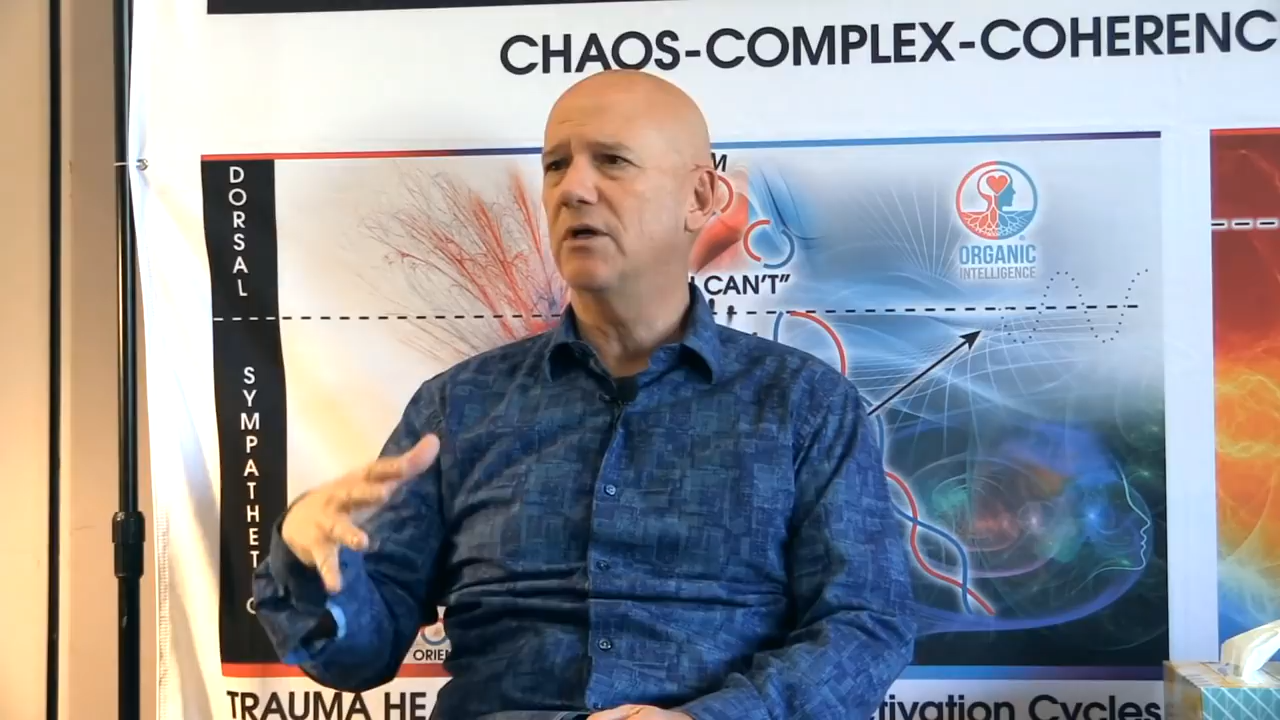 CHAOS-COMPLEX-COHERENC
DORSAL
ORGANIC
INTELLIGENCE
CAN'T"
SYMPATHET
TRAUMA HE
tivation Cycles